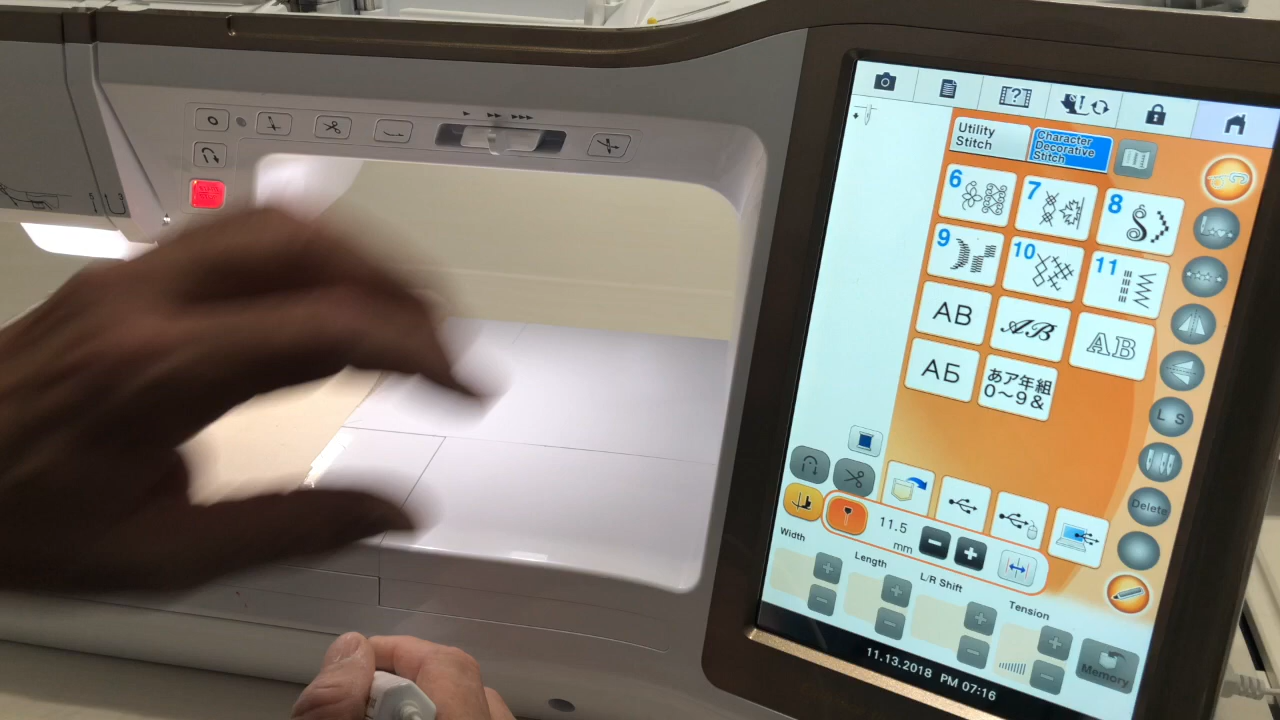 Utility
Stitch
Character
Decorative
Stitch
6
7
8
9
10
11
AB
AB
AB
АБ
あア年組
0～9&
L S
Delete
11.5
mm
Width
Length
L/R Shift
Tension
Memory
11.13.2018 PM 07:16